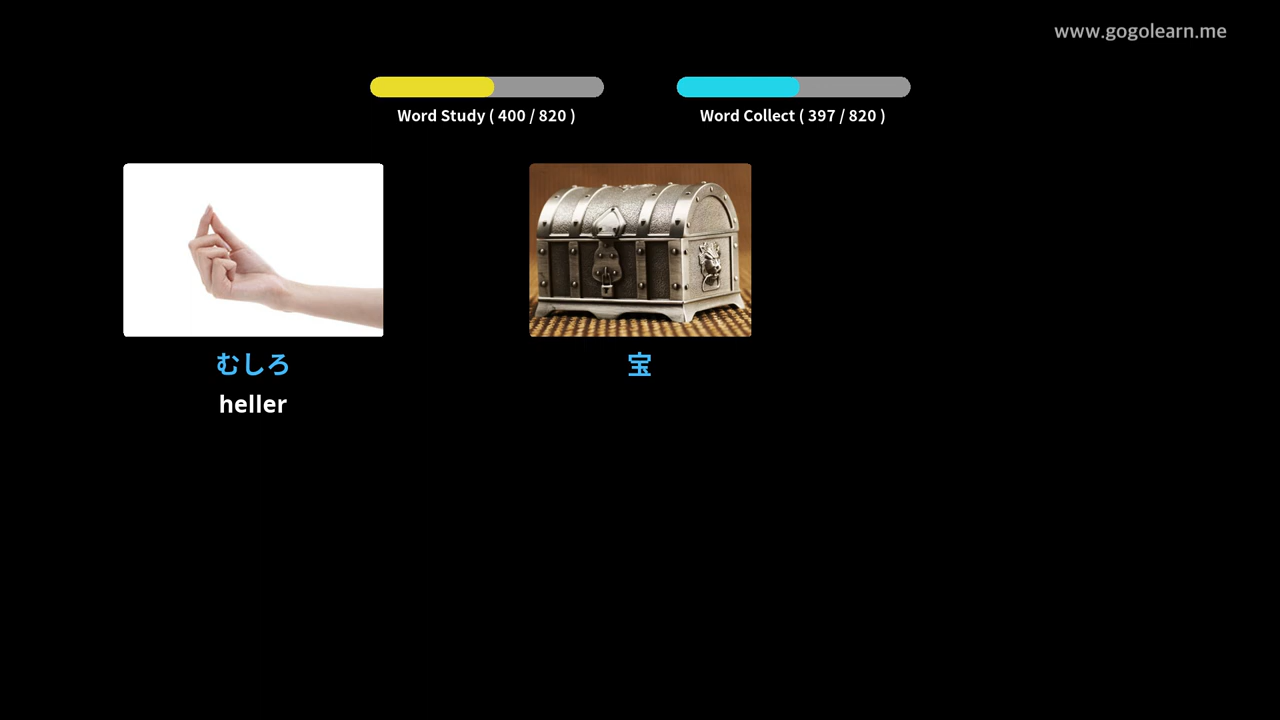 www.gogolearn.me
Word Study ( 400 / 820 )
Word Collect ( 397 / 820 )
むしろ
heller
宝